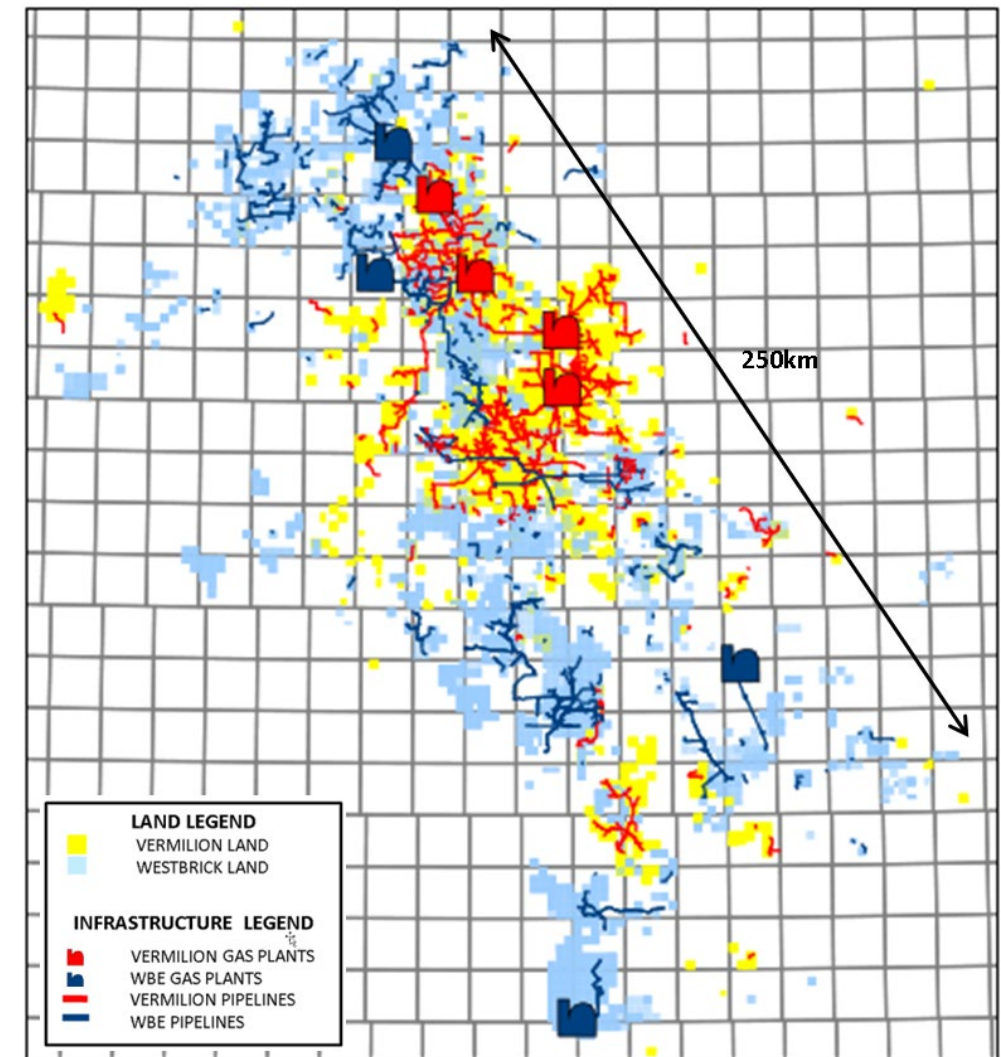 250km
LAND LEGEND
VERMILION LAND
WESTBRICK LAND
INFRASTRUCTURE LEGEND
VERMILION GAS PLANTS
WBE GAS PLANTS
VERMILION PIPELINES
WBE PIPELINES